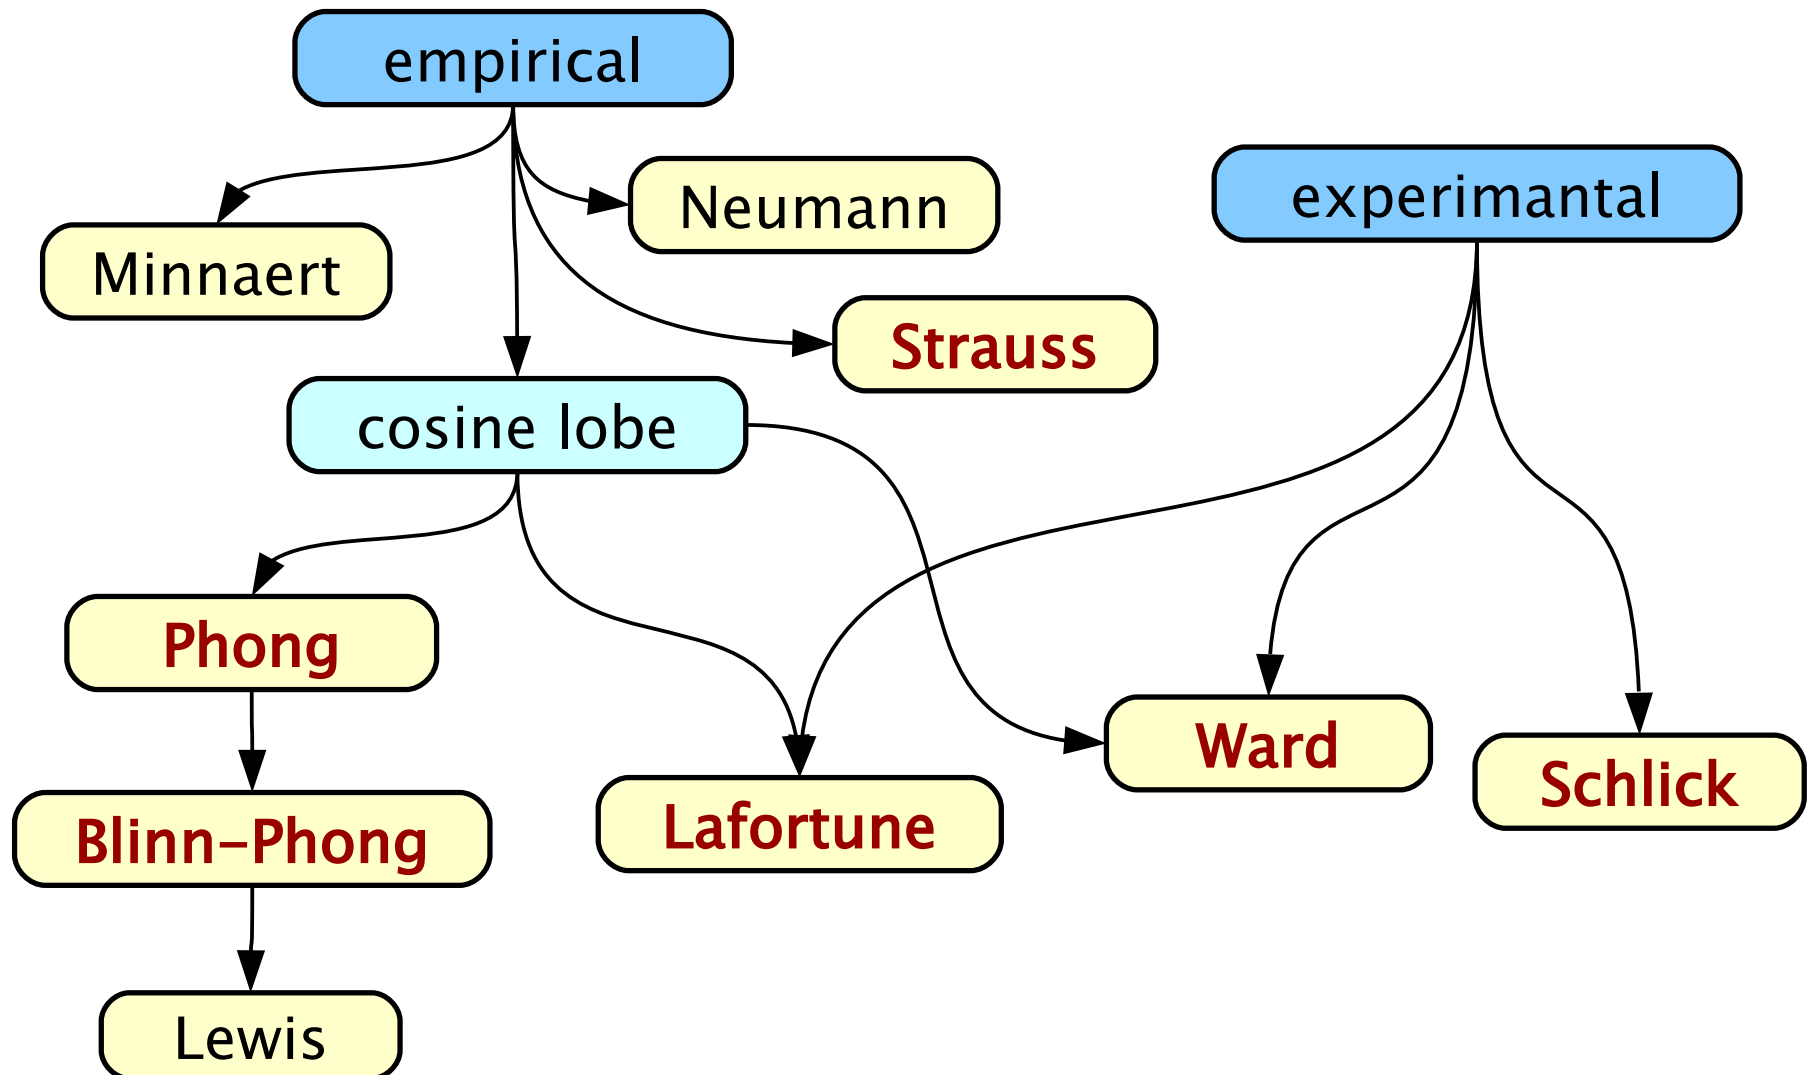 empirical
Neumann
experimantal
Minnaert
Strauss
cosine lobe
Phong
Ward
Schlick
Blinn–Phong
Lafortune
Lewis